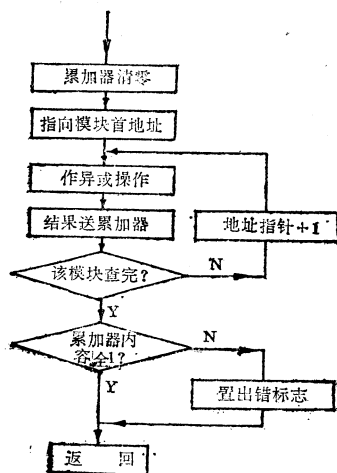 累加器清零
指向模块首地址
作异或操作
结果送累加器
地址指针+1
该模块查完?
N
Y
累加器内
容全1?
N
Y
置出错标志
返 回